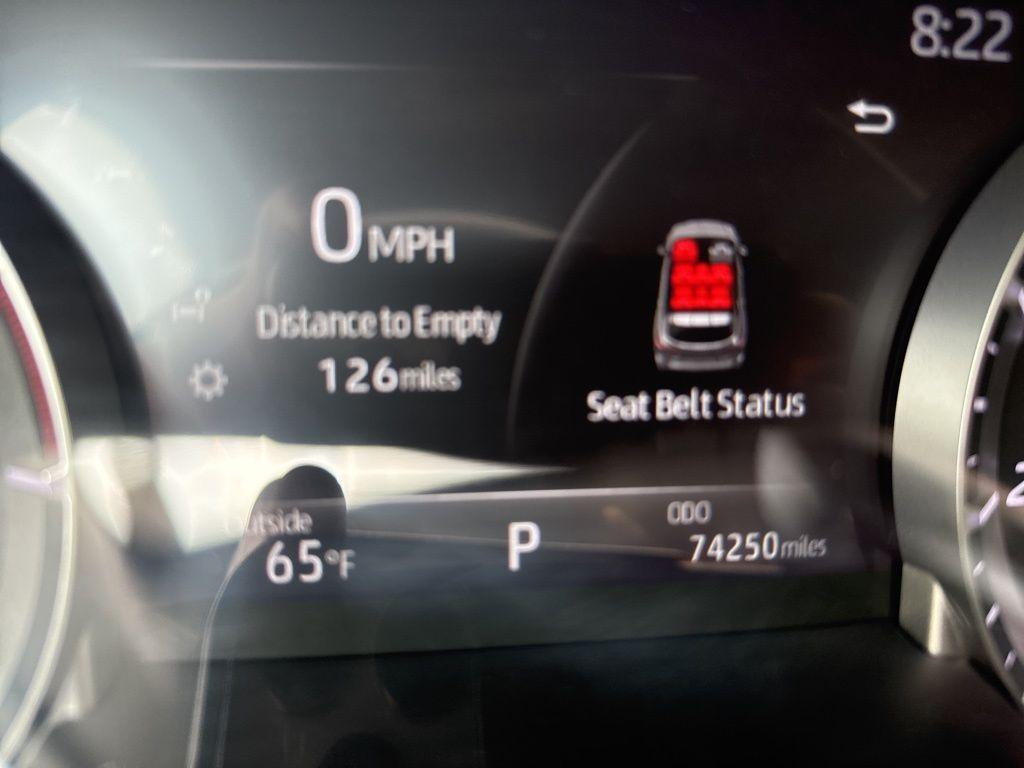 8:22
0 MPH
Distance to Empty
126 miles
Seat Belt Status
Outside
65°F
P
ODO
74250 miles